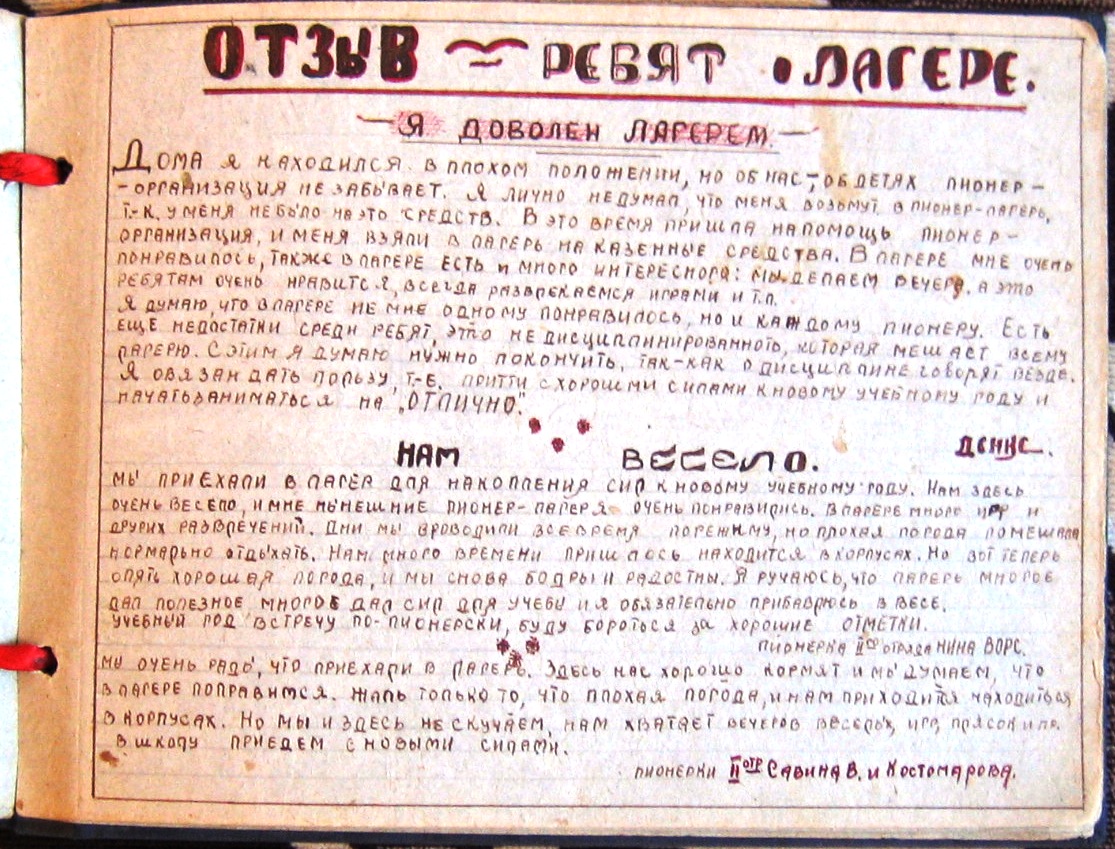 ОТЗЫВ РЕБЯТ о ЛАГЕРЕ.
— Я ДОВОЛЕН ЛАГЕРЕМ. —
ДОМА Я НАХОДИЛСЯ В ПЛОХОМ ПОЛОЖЕНИИ, НО ОБ НАС, ОБ ДЕТЯХ ПИОНЕР-
-ОРГАНИЗАЦИЯ НЕ ЗАБЫВАЕТ. Я ЛИЧНО НЕДУМАЛ, ЧТО МЕНЯ ВОЗЬМУТ В ПИОНЕР-ЛАГЕРЬ,
Т.-К. У МЕНЯ НЕ БЫЛО НА ЭТО СРЕДСТВ. В ЭТО ВРЕМЯ ПРИШЛА НАПОМОЩЬ ПИОНЕР-
ОРГАНИЗАЦИЯ, И МЕНЯ ВЗЯЛИ В ЛАГЕРЬ НА КАЗЕННЫЕ СРЕДСТВА. В ЛАГЕРЕ МНЕ ОЧЕНЬ
ПОНРАВИЛОСЬ, ТАКЖЕ В ЛАГЕРЕ ЕСТЬ И МНОГО ИНТЕРЕСНОГО: МЫ ДЕЛАЕМ ВЕЧЕРА, А ЭТО
РЕБЯТАМ ОЧЕНЬ НРАВИТСЯ, ВСЕГДА РАЗВЛЕКАЕМСЯ ИГРАМИ И Т.П.
Я ДУМАЮ, ЧТО В ЛАГЕРЕ НЕ МНЕ ОДНОМУ ПОНРАВИЛОСЬ, НО И КАЖДОМУ ПИОНЕРУ. ЕСТЬ
ЕЩЕ НЕДОСТАТКИ СРЕДИ РЕБЯТ, ЭТО НЕДИСЦИПЛИНИРОВАННОТЬ, КОТОРАЯ МЕШАЕТ ВСЕМУ
ЛАГЕРЮ. С ЭТИМ Я ДУМАЮ НУЖНО ПОКОНЧИТЬ, ТАК-КАК О ДИСЦИПЛИНЕ ГОВОРЯТ ВЕЗДЕ.
Я ОБЯЗАН ДАТЬ ПОЛЬЗУ, Т.-Е. ПРИТТИ С ХОРОШИМИ СИЛАМИ К НОВОМУ УЧЕБНОМУ ГОДУ И
НАЧАТЬ ЗАНИМАТЬСЯ НА „ОТЛИЧНО".
НАМ ВЕСЕЛО.
МЫ ПРИЕХАЛИ В ЛАГЕР ДЛЯ НАКОПЛЕНИЯ СИЛ К НОВОМУ УЧЕБНОМУ ГОДУ. НАМ ЗДЕСЬ
ОЧЕНЬ ВЕСЕЛО, И МНЕ НЫНЕШНИЕ ПИОНЕР-ЛАГЕРЯ ОЧЕНЬ ПОНРАВИЛИСЬ. В ЛАГЕРЕ МНОГО ИГР И
ДРУГИХ РАЗВЛЕЧЕНИЙ. ДНИ МЫ ПРОВОДИЛИ ВСЕ ВРЕМЯ ПОРЕЖИМУ, НО ПЛОХАЯ ПОГОДА ПОМЕШАЛА
НОРМАЛЬНО ОТДЫХАТЬ. НАМ МНОГО ВРЕМЕНИ ПРИШЛОСЬ НАХОДИТСЯ В КОРПУСАХ. НО ВОТ ТЕПЕРЬ
ОПЯТЬ ХОРОШАЯ ПОГОДА, И МЫ СНОВА БОДРЫ И РАДОСТНЫ. Я РУЧАЮСЬ, ЧТО ЛАГЕРЬ МНОГОЕ
ДАЛ ПОЛЕЗНОЕ, МНОГОЕ ДАЛ СИЛ ДЛЯ УЧЕБЫ И Я ОБЯЗАТЕЛЬНО ПРИБАВЛЮСЬ В ВЕСЕ.
УЧЕБНЫЙ ГОД ВСТРЕЧУ ПО-ПИОНЕРСКИ, БУДУ БОРОТЬСЯ за ХОРОШИЕ ОТМЕТКИ.
ПИОНЕРКА IIго отряда НИНА ВОРС.
МЫ ОЧЕНЬ РАДЫ, ЧТО ПРИЕХАЛИ В ЛАГЕРЬ. ЗДЕСЬ НАС ХОРОШО КОРМЯТ И МЫ ДУМАЕМ, ЧТО
В ЛАГЕРЕ ПОПРАВИМСЯ. ЖАЛЬ ТОЛЬКО ТО, ЧТО ПЛОХАЯ ПОГОДА, И НАМ ПРИХОДИТСЯ НАХОДИТЬСЯ
В КОРПУСАХ. НО МЫ И ЗДЕСЬ НЕ СКУЧАЕМ, НАМ ХВАТАЕТ ВЕЧЕРОВ ВЕСЕЛЫХ, ИГР, ПЛЯСОК
В ШКОЛУ ПРИЕДЕМ С НОВЫМИ СИЛАМИ.
ПИОНЕРКИ II отр САВИНА В. и Костомарова.